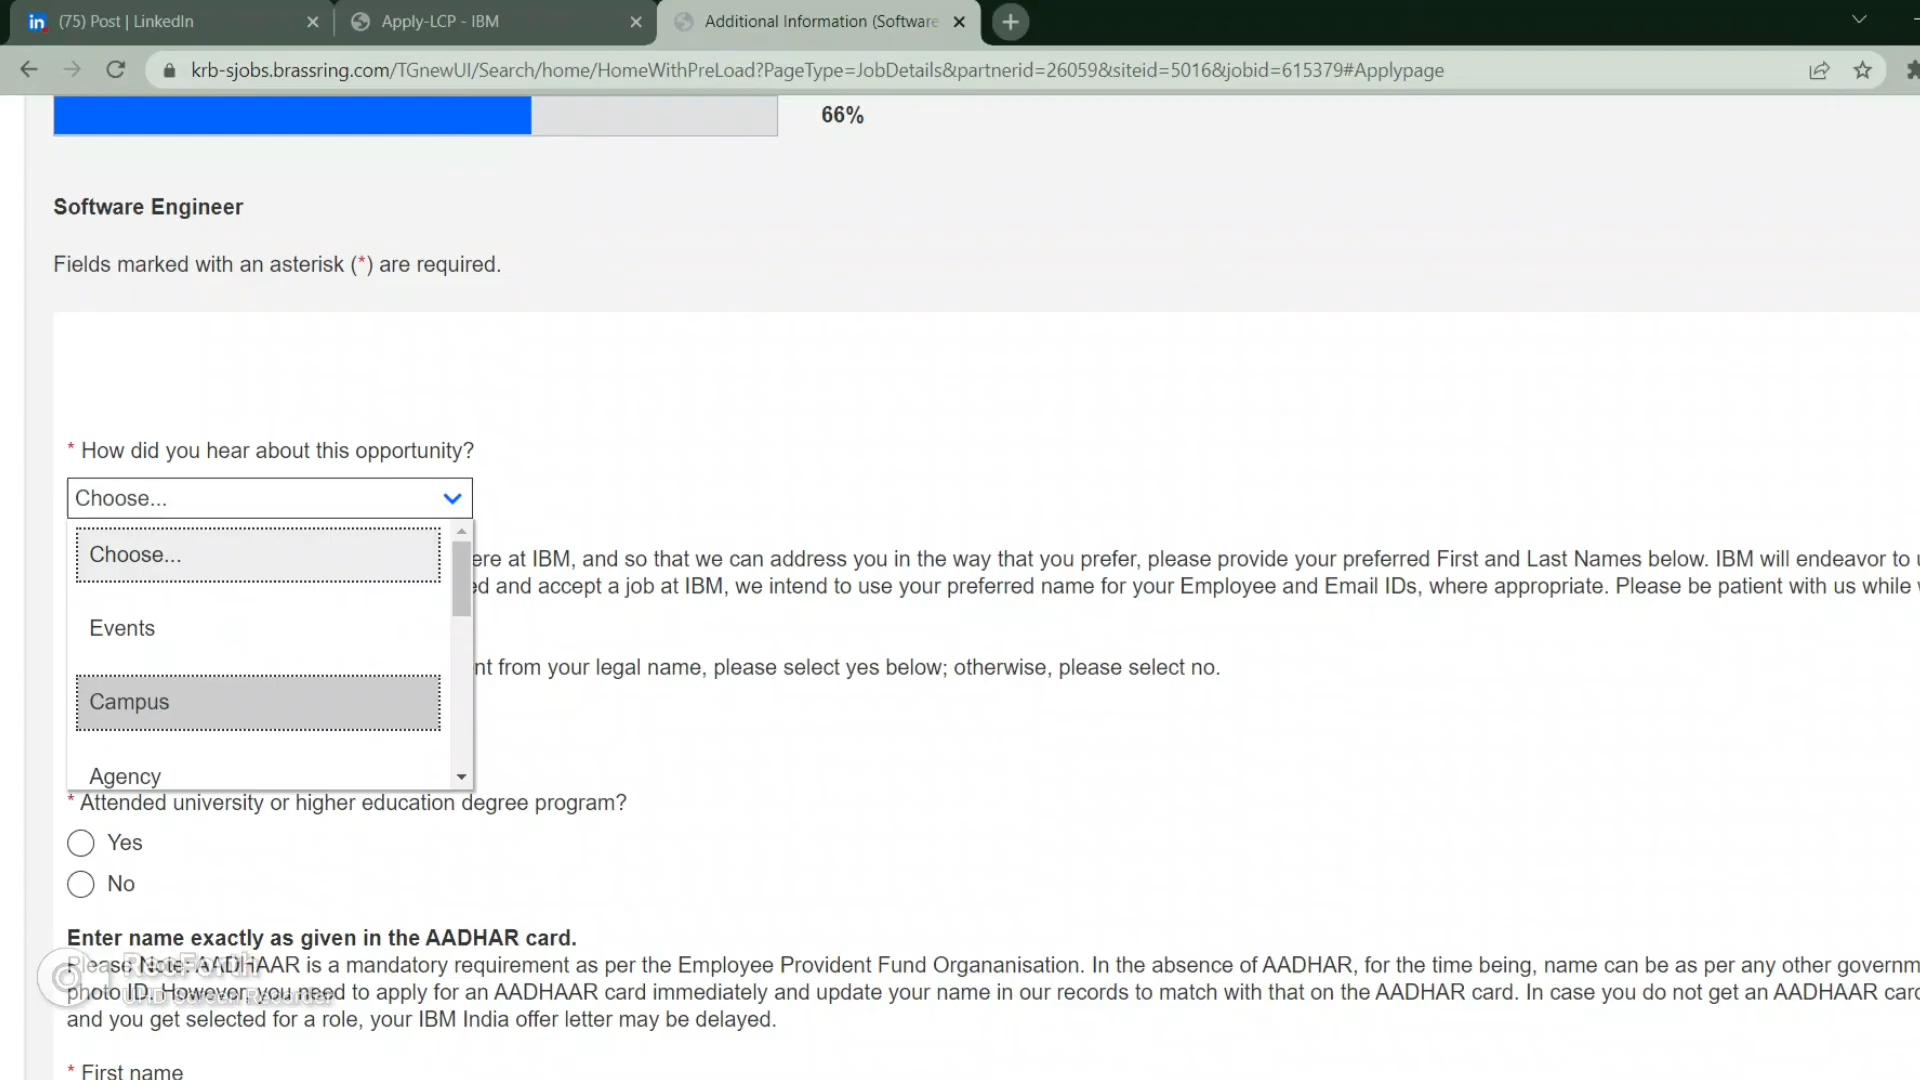 (75) Post | LinkedIn
Apply-LCP - IBM
Additional Information (Software
krb-sjobs.brassring.com/TGnewUI/Search/home/HomeWithPreLoad?PageType=JobDetails&partnerid=26059&siteid=5016&jobid=615379#Applypage
66%
Software Engineer
Fields marked with an asterisk (*) are required.
* How did you hear about this opportunity?
Choose...
Choose...
ere at IBM, and so that we can address you in the way that you prefer, please provide your preferred First and Last Names below. IBM will endeavor to
ed and accept a job at IBM, we intend to use your preferred name for your Employee and Email IDs, where appropriate. Please be patient with us while
Events
nt from your legal name, please select yes below; otherwise, please select no.
Campus
Agency
* Attended university or higher education degree program?
Yes
No
Enter name exactly as given in the AADHAR card.
Please Note: AADHAAR is a mandatory requirement as per the Employee Provident Fund Organanisation. In the absence of AADHAR, for the time being, name can be as per any other governm
photo ID. However, you need to apply for an AADHAAR card immediately and update your name in our records to match with that on the AADHAR card. In case you do not get an AADHAAR card
and you get selected for a role, your IBM India offer letter may be delayed.
* First name